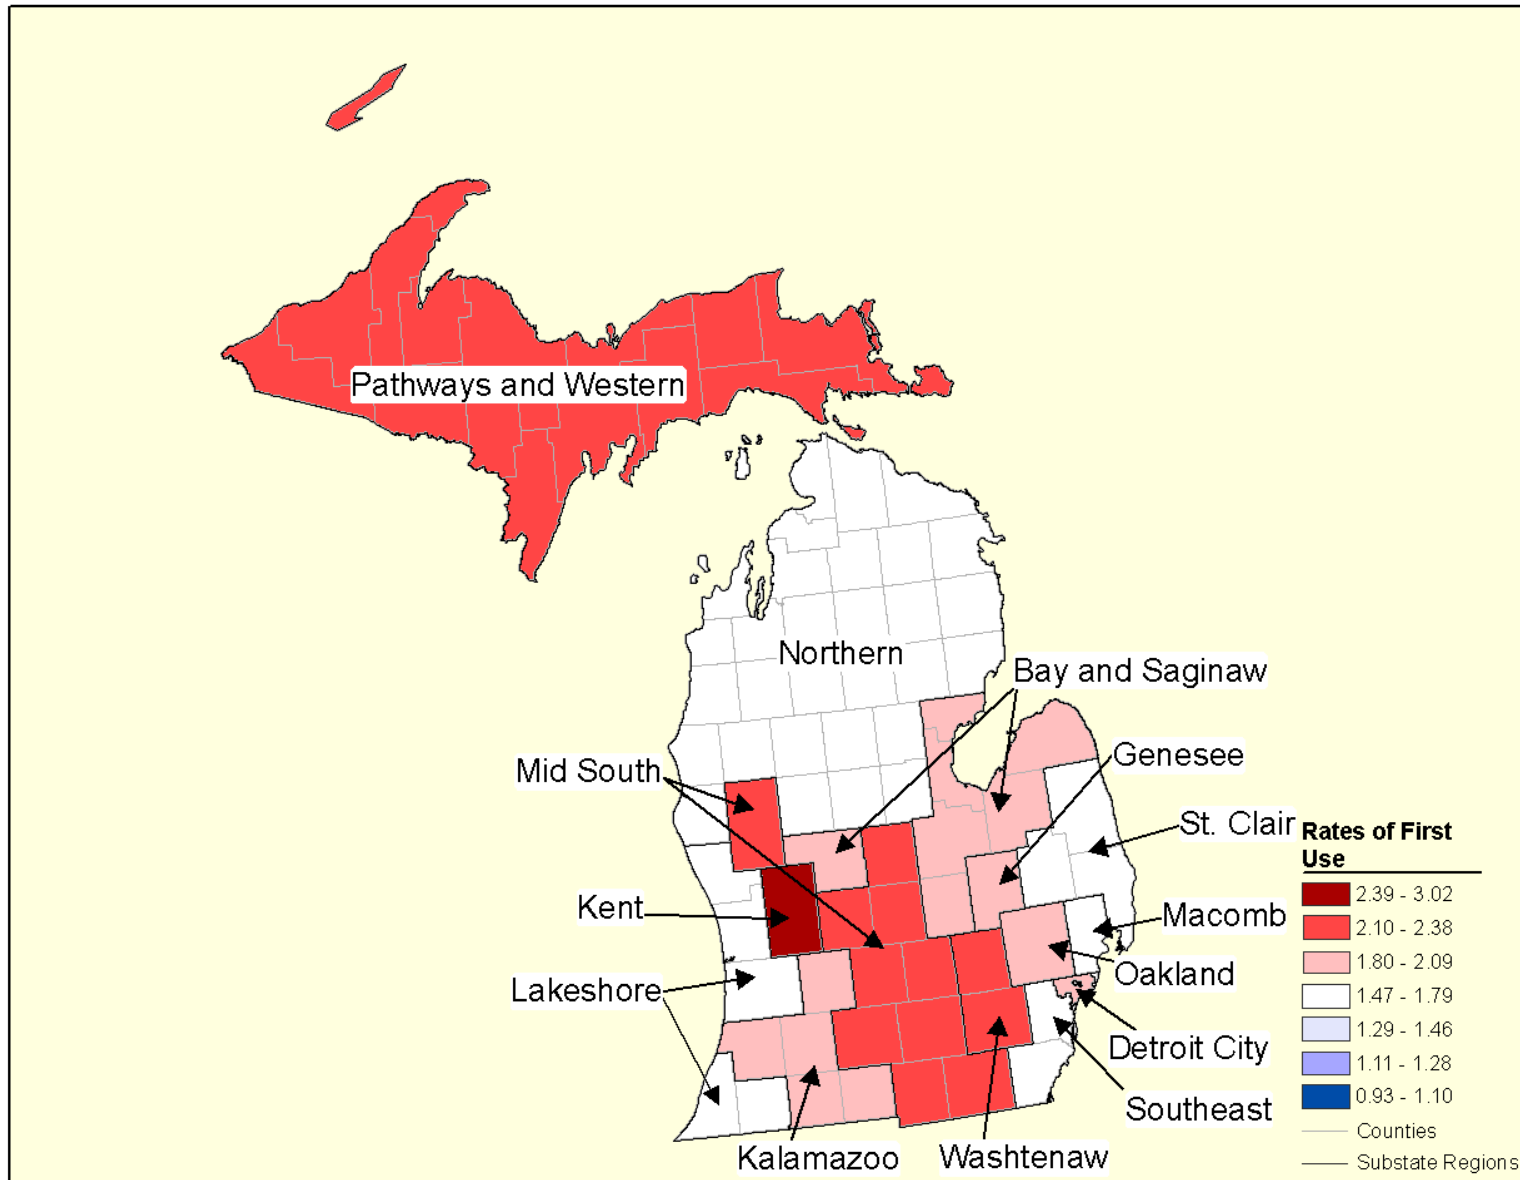 Pathways and Western
Northern
Bay and Saginaw
Genesee
Mid South
St. Clair
Kent
Macomb
Oakland
Lakeshore
Detroit City
Southeast
Kalamazoo
Washtenaw
Rates of First
Use
2.39 - 3.02
2.10 - 2.38
1.80 - 2.09
1.47 - 1.79
1.29 - 1.46
1.11 - 1.28
0.93 - 1.10
Counties
Substate Regions